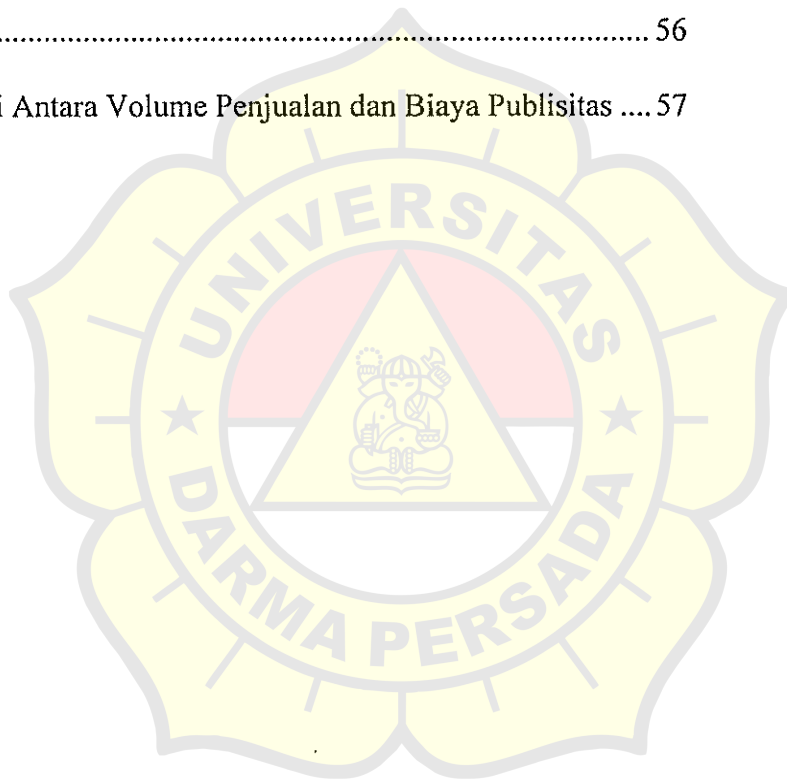 ........................................................................ 56
i Antara Volume Penjualan dan Biaya Publisitas .... 57
UNIVERSITAS
DARMA PERSADA